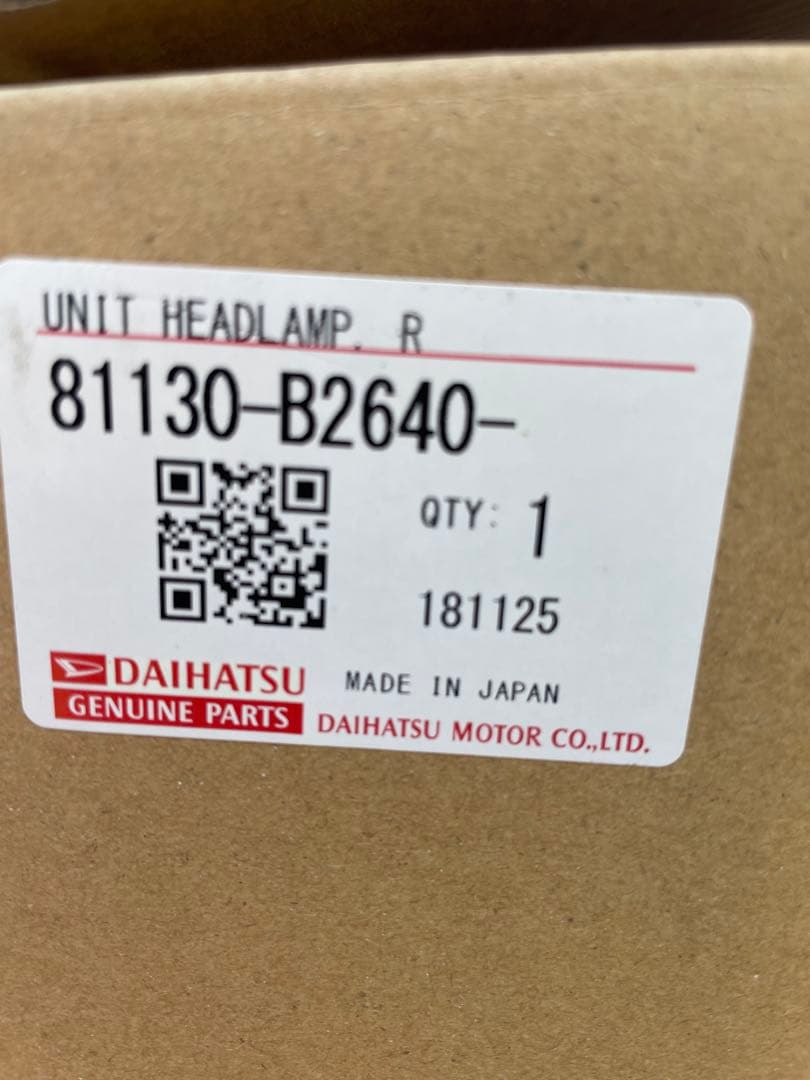 UNIT HEADLAMP. R
81130-B2640-
QTY: 1
181125
DAIHATSU
GENUINE PARTS
MADE IN JAPAN
DAIHATSU MOTOR CO.,LTD.